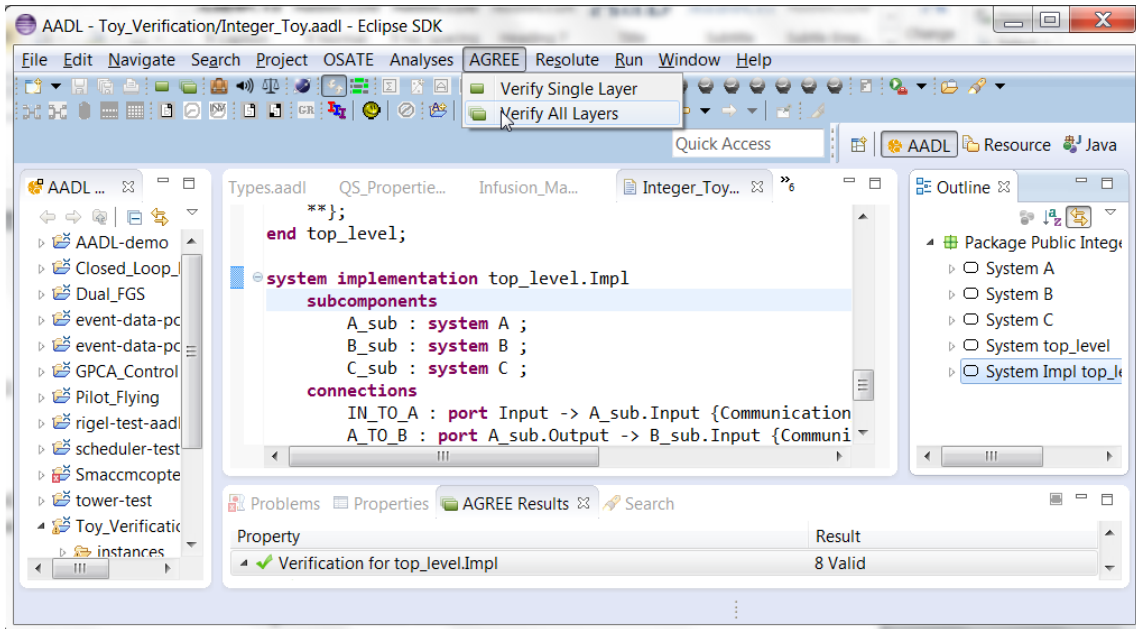 AADL - Toy_Verification/Integer_Toy.aadl - Eclipse SDK
File Edit Navigate Search Project OSATE Analyses AGREE Resolute Run Window Help
Verify Single Layer
Verify All Layers
Quick Access
AADL Resource Java
AADL ...
AADL-demo
Closed_Loop_
Dual_FGS
event-data-po
event-data-po
GPCA_Control
Pilot_Flying
rigel-test-aadl
scheduler-test
Smaccmcopte
tower-test
Toy_Verificatio
instances
Types.aadl QS_Propertie... Infusion_Ma... Integer_Toy... »6
**};
end top_level;
system implementation top_level.Impl
subcomponents
A_sub : system A ;
B_sub : system B ;
C_sub : system C ;
connections
IN_TO_A : port Input -> A_sub.Input {Communication
A_TO_B : port A_sub.Output -> B_sub.Input {Communi
Outline
Package Public Intege
System A
System B
System C
System top_level
System Impl top_le
Problems Properties AGREE Results Search
Property Result
Verification for top_level.Impl 8 Valid